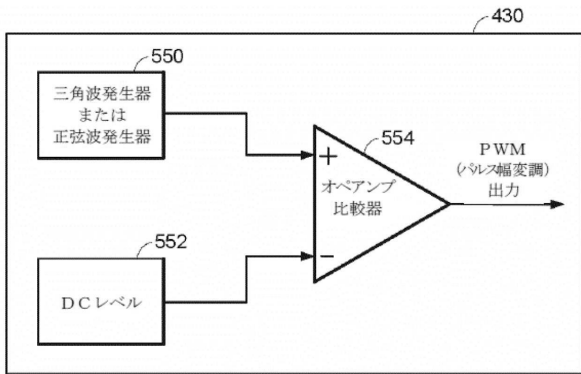 430
550
三角波発生器
または
正弦波発生器
554
+
オペアンプ
比較器
−
PWM
(パルス幅変調)
出力
552
DCレベル